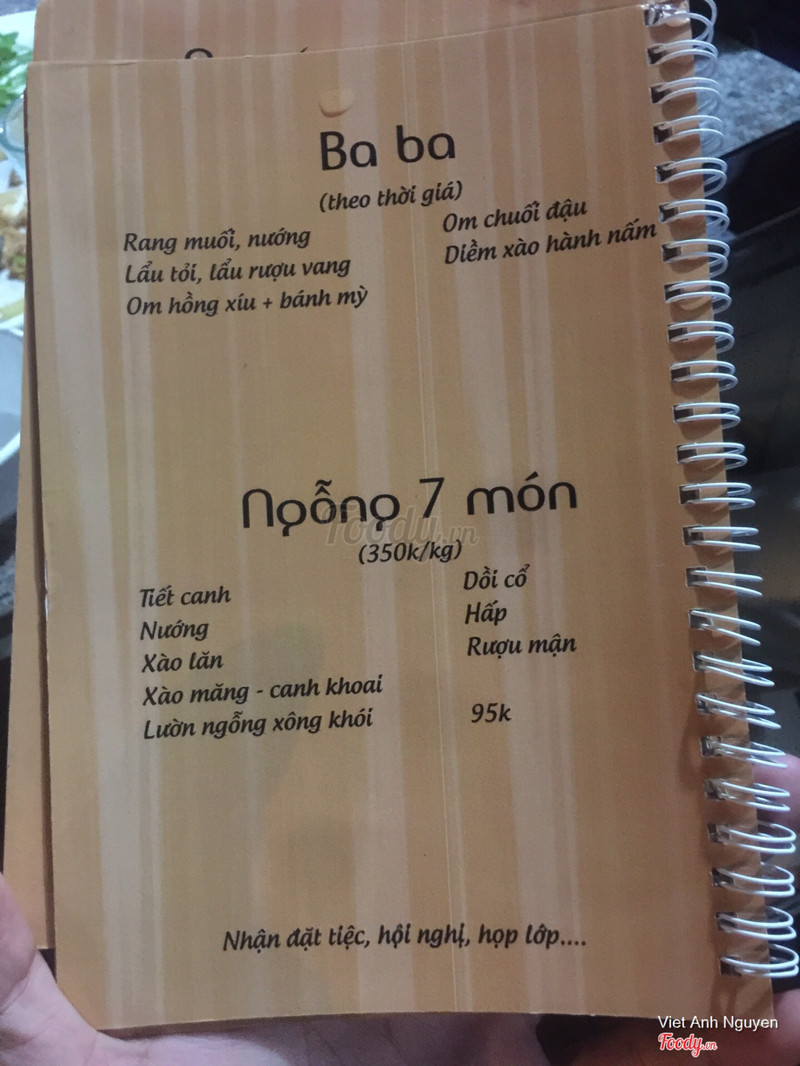 Ba ba
(theo thời giá)
Rang muối, nướng
Lẩu tỏi, lẩu rượu vang
Om hồng xíu + bánh mỳ
Om chuối đậu
Diềm xào hành nấm
Ngỗng 7 món
(350k/kg)
Tiết canh
Nướng
Xào lăn
Xào măng - canh khoai
Lườn ngỗng xông khói 95k
Dồi cổ
Hấp
Rượu mận
Nhận đặt tiệc, hội nghị, họp lớp....
Foody.vn
Viet Anh Nguyen
Foody.vn